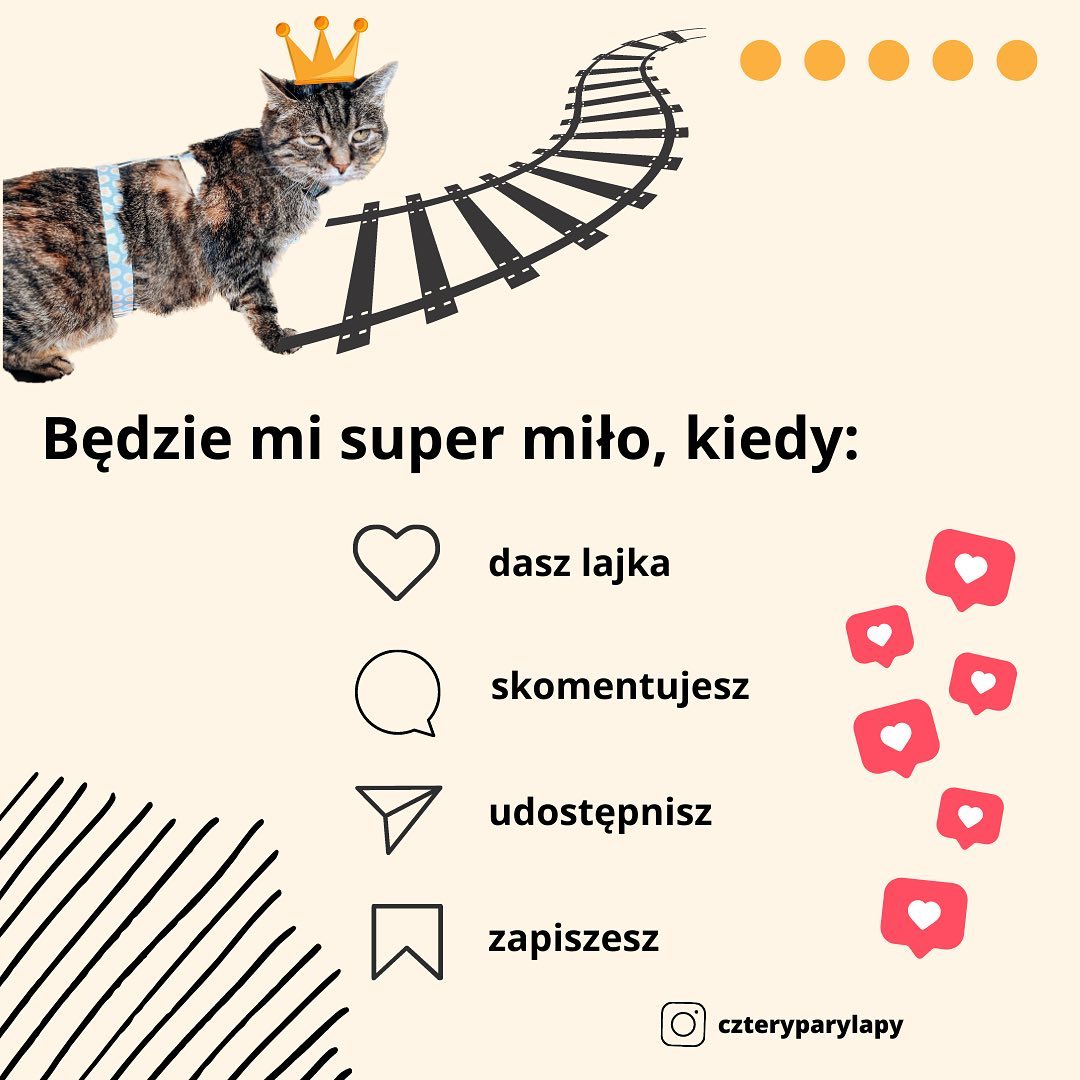 Będzie mi super miło, kiedy:
dasz lajka
skomentujesz
udostępnisz
zapiszesz
czteryparylapy